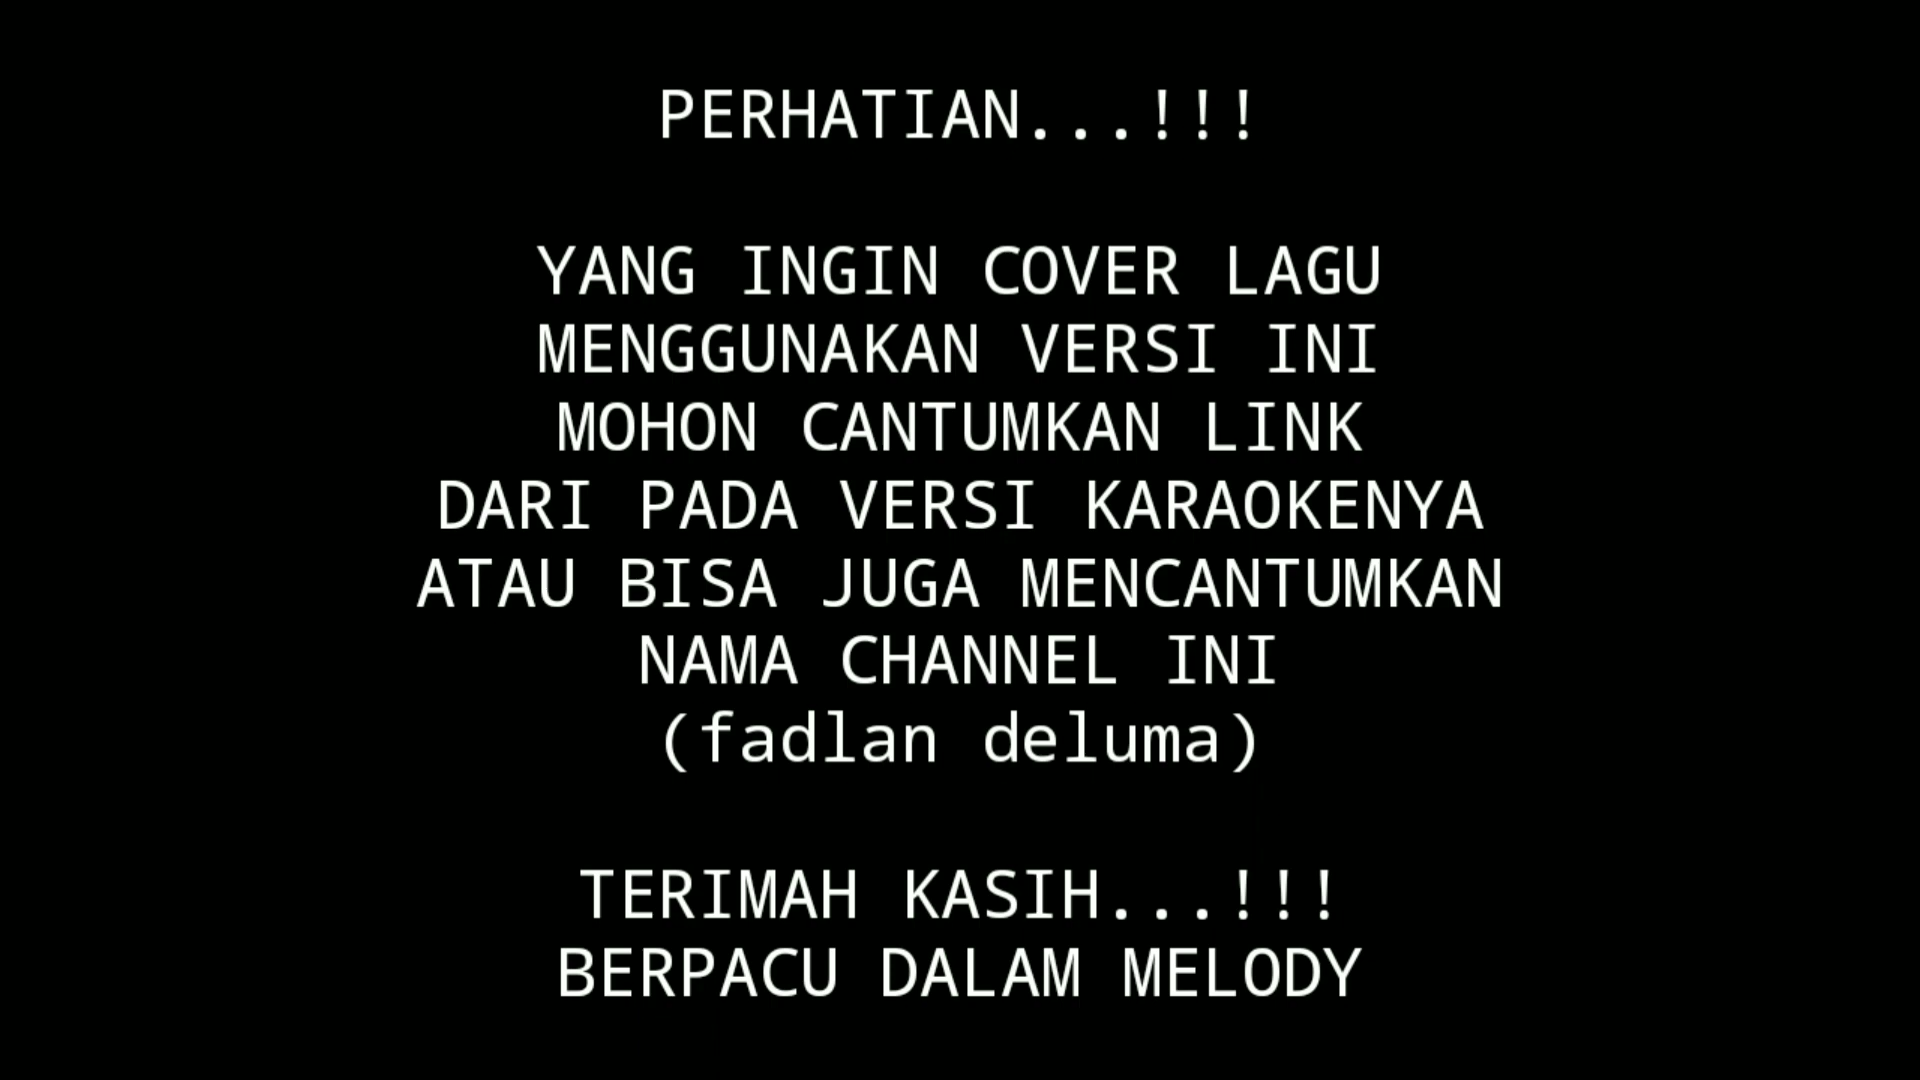 PERHATIAN...!!!
YANG INGIN COVER LAGU
MENGGUNAKAN VERSI INI
MOHON CANTUMKAN LINK
DARI PADA VERSI KARAOKENYA
ATAU BISA JUGA MENCANTUMKAN
NAMA CHANNEL INI
(fadlan deluma)
TERIMAH KASIH...!!!
BERPACU DALAM MELODY